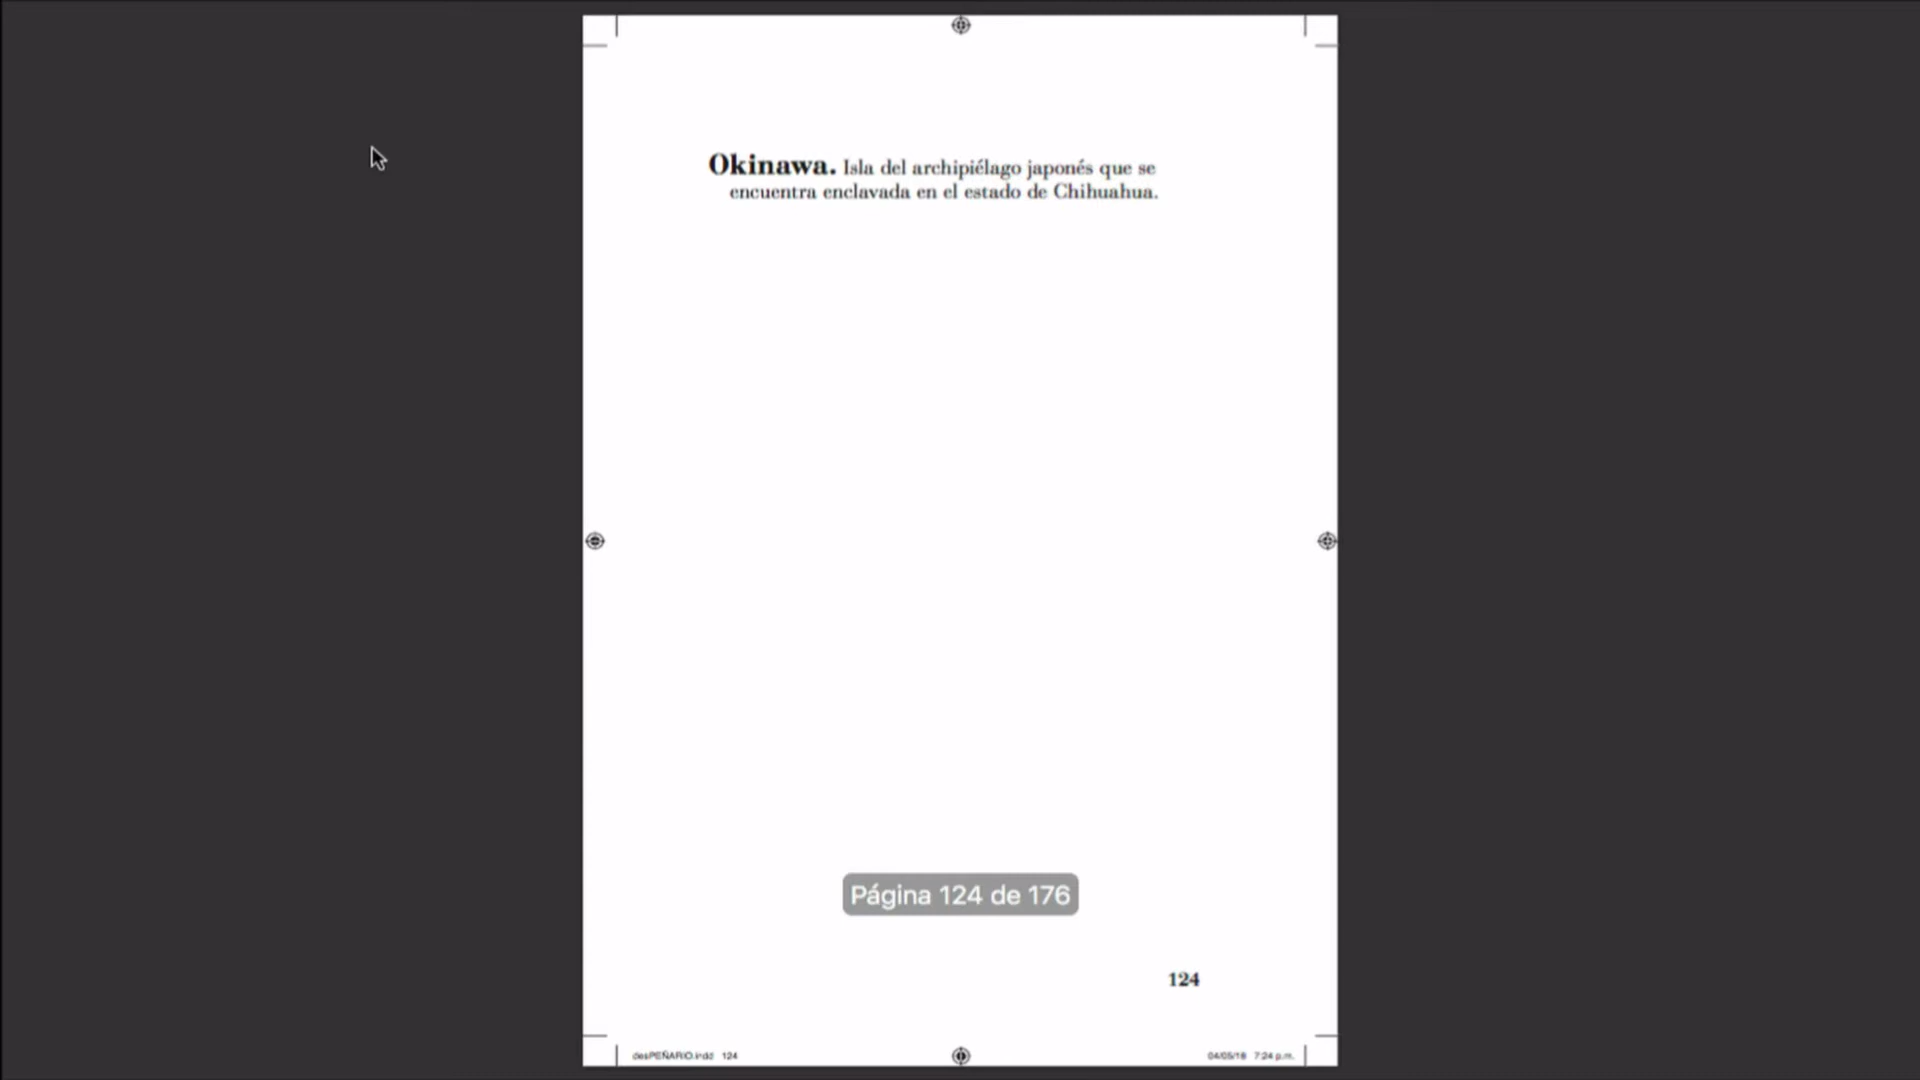 Okinawa. Isla del archipiélago japonés que se
encuentra enclavada en el estado de Chihuahua.
Página 124 de 176
124
desPEÑARIO.indd 124
04/05/18 7:24 p.m.